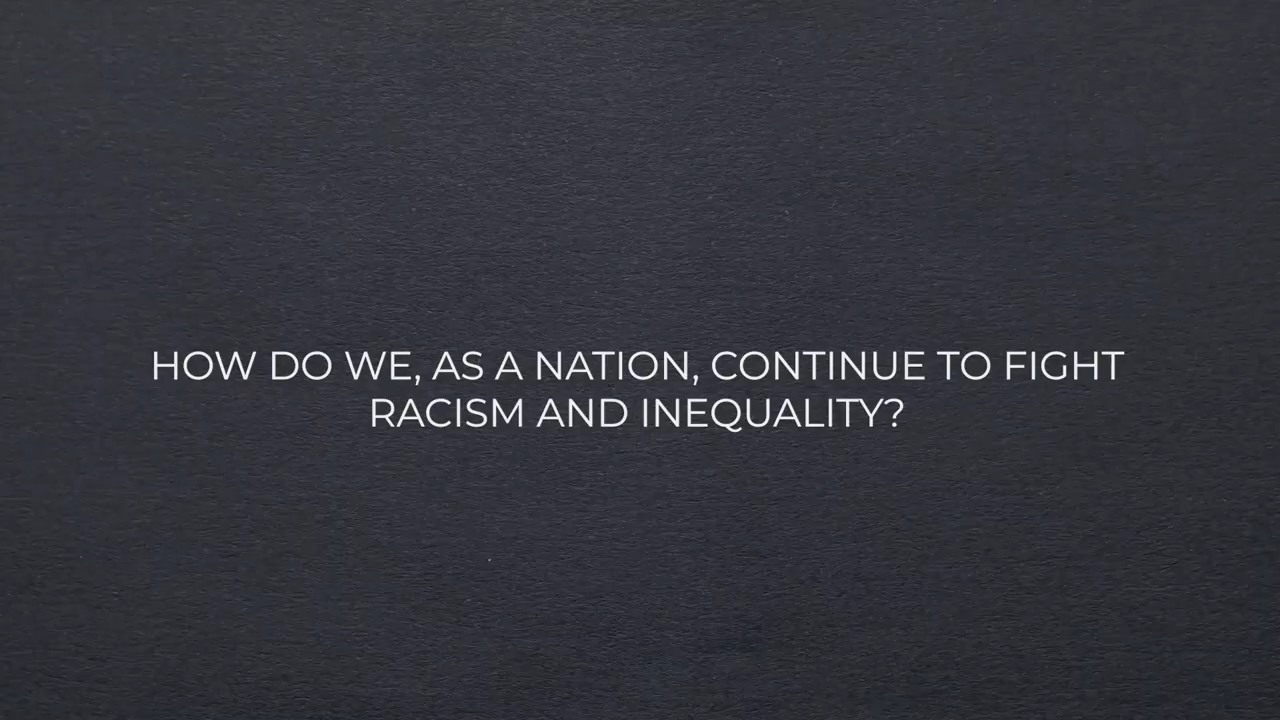 HOW DO WE, AS A NATION, CONTINUE TO FIGHT
RACISM AND INEQUALITY?